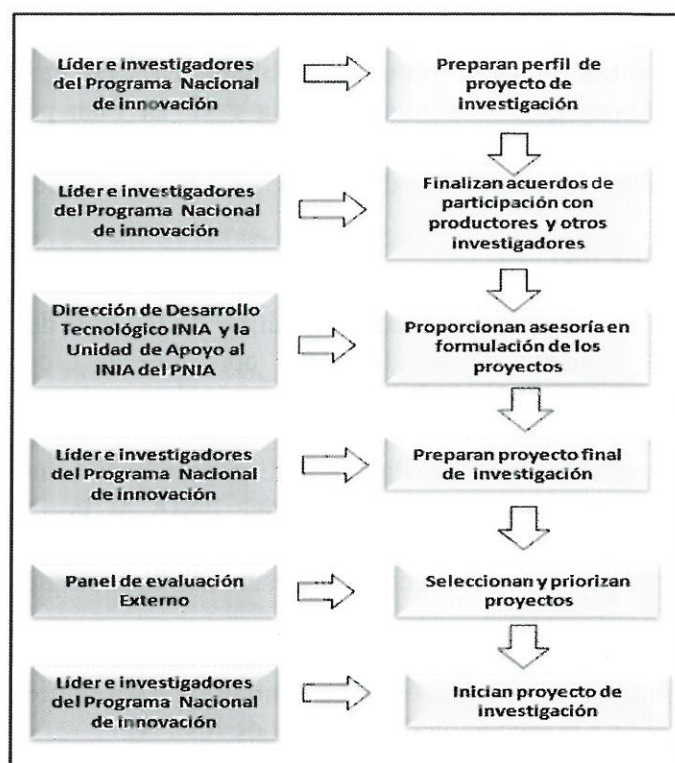 Líder e investigadores
del Programa Nacional
de innovación
Preparan perfil de
proyecto de
investigación
Líder e investigadores
del Programa Nacional
de innovación
Finalizan acuerdos de
participación con
productores y otros
investigadores
Dirección de Desarrollo
Tecnológico INIA y la
Unidad de Apoyo al
INIA del PNIA
Proporcionan asesoría en
formulación de los
proyectos
Líder e investigadores
del Programa Nacional
de innovación
Preparan proyecto final
de investigación
Panel de evaluación
Externo
Seleccionan y priorizan
proyectos
Líder e investigadores
del Programa Nacional
de innovación
Inician proyecto de
investigación